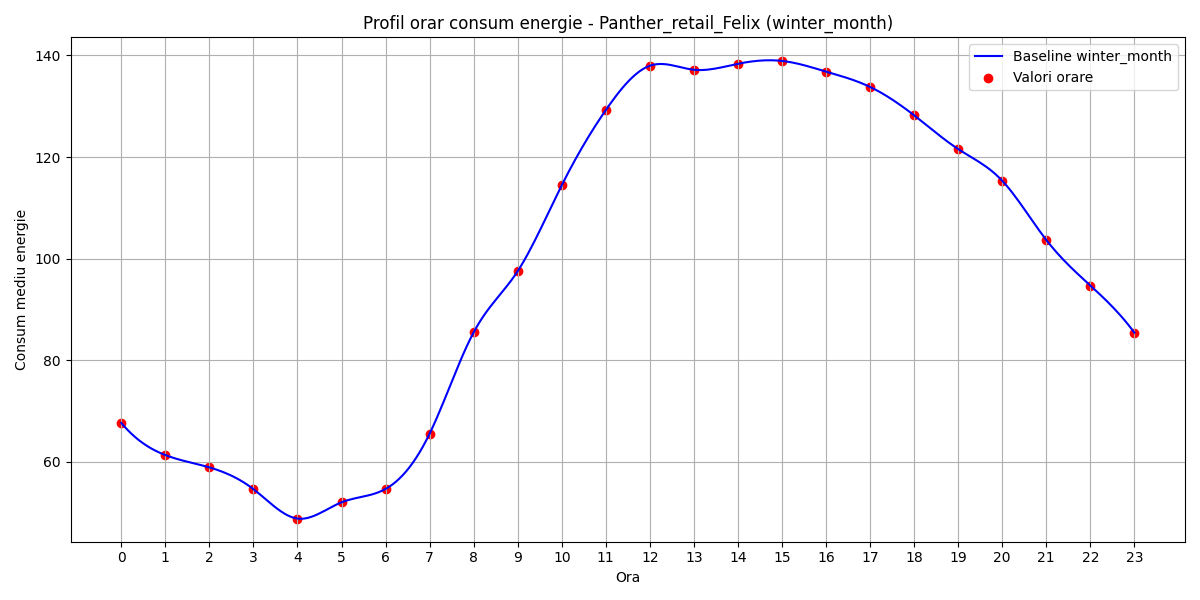 Profil orar consum energie - Panther_retail_Felix (winter_month)
Baseline winter_month
Valori orare
Consum mediu energie
140
120
100
80
60
0 1 2 3 4 5 6 7 8 9 10 11 12 13 14 15 16 17 18 19 20 21 22 23
Ora